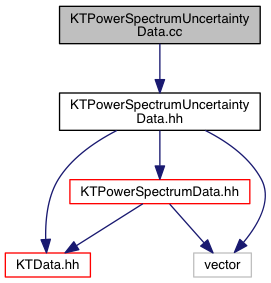 KTPowerSpectrumUncertainty
Data.cc
KTPowerSpectrumUncertainty
Data.hh
KTPowerSpectrumData.hh
KTData.hh
vector